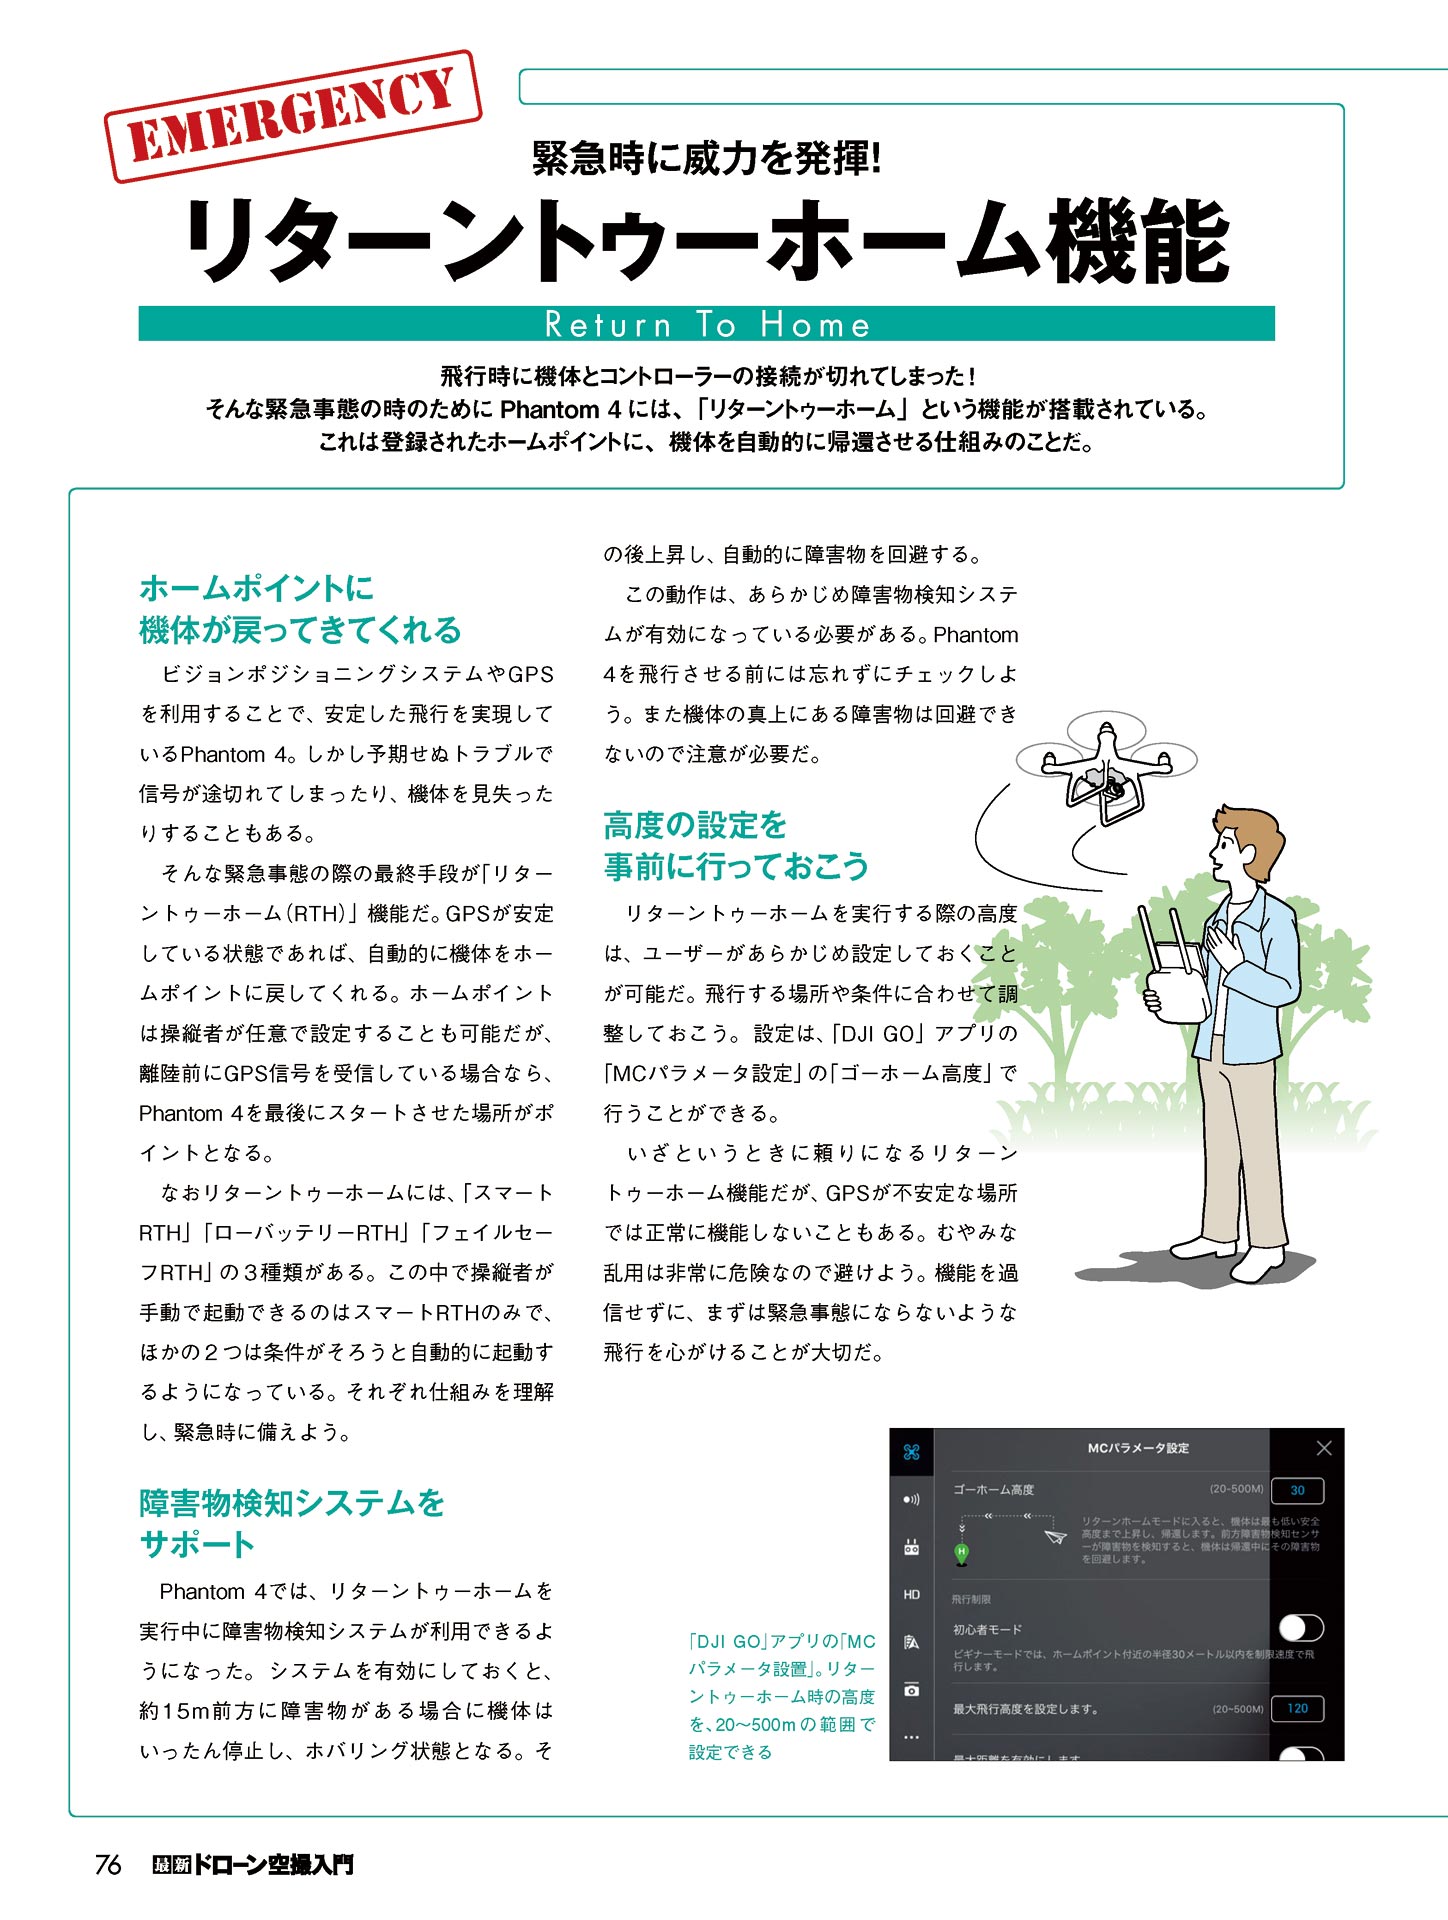 EMERGENCY
緊急時に威力を発揮!
リターントゥーホーム機能
Return To Home
飛行時に機体とコントローラーの接続が切れてしまった!
そんな緊急事態の時のために Phantom 4 には、「リターントゥーホーム」という機能が搭載されている。
これは登録されたホームポイントに、機体を自動的に帰還させる仕組みのことだ。
ホームポイントに
機体が戻ってきてくれる
　ビジョンポジショニングシステムやGPS
を利用することで、安定した飛行を実現して
いるPhantom 4。しかし予期せぬトラブルで
信号が途切れてしまったり、機体を見失った
りすることもある。
　そんな緊急事態の際の最終手段が「リター
ントゥーホーム(RTH)」機能だ。GPSが安定
している状態であれば、自動的に機体をホー
ムポイントに戻してくれる。ホームポイント
は操縦者が任意で設定することも可能だが、
離陸前にGPS信号を受信している場合なら、
Phantom 4を最後にスタートさせた場所がポ
イントとなる。
　なおリターントゥーホームには、「スマート
RTH」「ローバッテリーRTH」「フェイルセー
フRTH」の３種類がある。この中で操縦者が
手動で起動できるのはスマートRTHのみで、
ほかの２つは条件がそろうと自動的に起動す
るようになっている。それぞれ仕組みを理解
し、緊急時に備えよう。
障害物検知システムを
サポート
　Phantom 4では、リターントゥーホームを
実行中に障害物検知システムが利用できるよ
うになった。システムを有効にしておくと、
約15m前方に障害物がある場合に機体は
いったん停止し、ホバリング状態となる。そ
の後上昇し、自動的に障害物を回避する。
　この動作は、あらかじめ障害物検知システ
ムが有効になっている必要がある。Phantom
4を飛行させる前には忘れずにチェックしよ
う。また機体の真上にある障害物は回避でき
ないので注意が必要だ。
高度の設定を
事前に行っておこう
　リターントゥーホームを実行する際の高度
は、ユーザーがあらかじめ設定しておくこと
が可能だ。飛行する場所や条件に合わせて調
整しておこう。設定は、「DJI GO」アプリの
「MCパラメータ設定」の「ゴーホーム高度」で
行うことができる。
　いざというときに頼りになるリターン
トゥーホーム機能だが、GPSが不安定な場所
では正常に機能しないこともある。むやみな
乱用は非常に危険なので避けよう。機能を過
信せずに、まずは緊急事態にならないような
飛行を心がけることが大切だ。
「DJI GO」アプリの「MC
パラメータ設置」。リター
ントゥーホーム時の高度
を、20〜500mの範囲で
設定できる
MCパラメータ設定
ゴーホーム高度 (20-500M) 30
リターンホームモードに入ると、機体は最も低い安全
高度まで上昇し、帰還します。前方障害物検知センサ
ーが障害物を検知すると、機体は帰還中にその障害物
を回避します。
H
HD
飛行制限
初心者モード
ビギナーモードでは、ホームポイント付近の半径30メートル以内を制限速度で飛
行します。
最大飛行高度を設定します。 (20~500M) 120
最大距離を有効にします
76 最新ドローン空撮入門